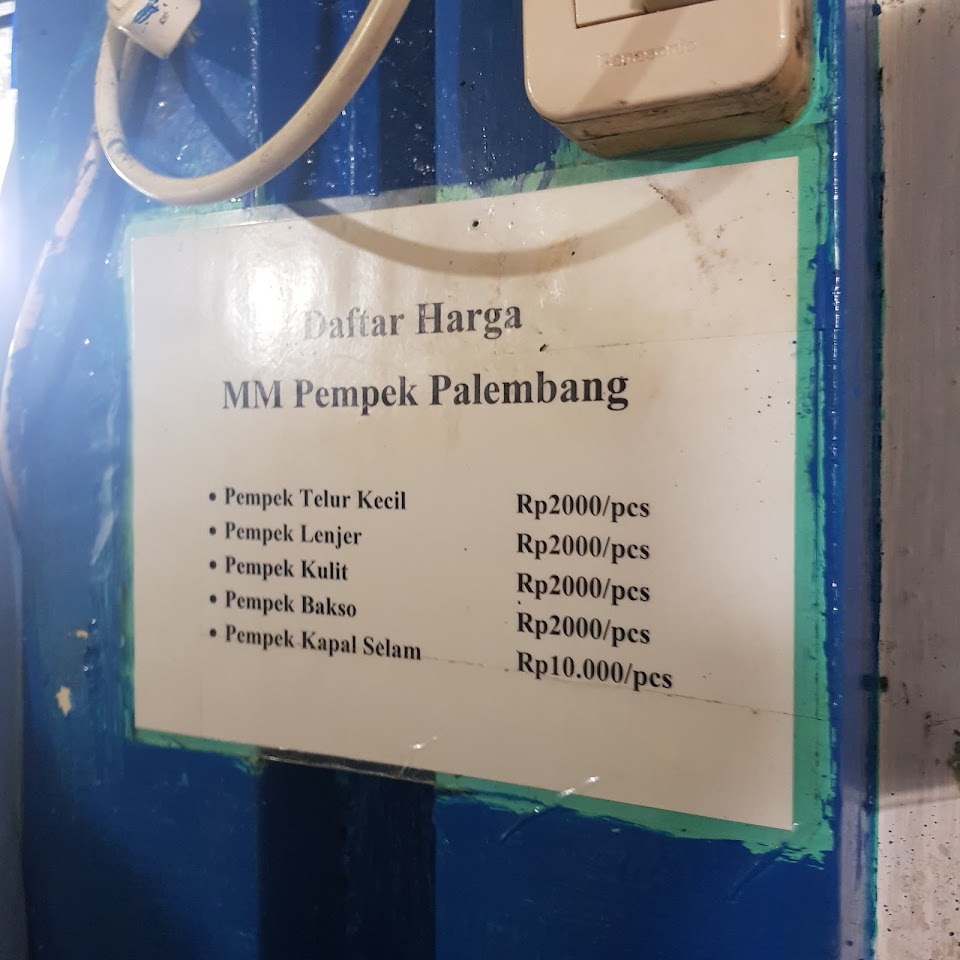 Panasonic
Daftar Harga
MM Pempek Palembang
• Pempek Telur Kecil Rp2000/pcs
• Pempek Lenjer Rp2000/pcs
• Pempek Kulit Rp2000/pcs
• Pempek Bakso Rp2000/pcs
• Pempek Kapal Selam Rp10.000/pcs